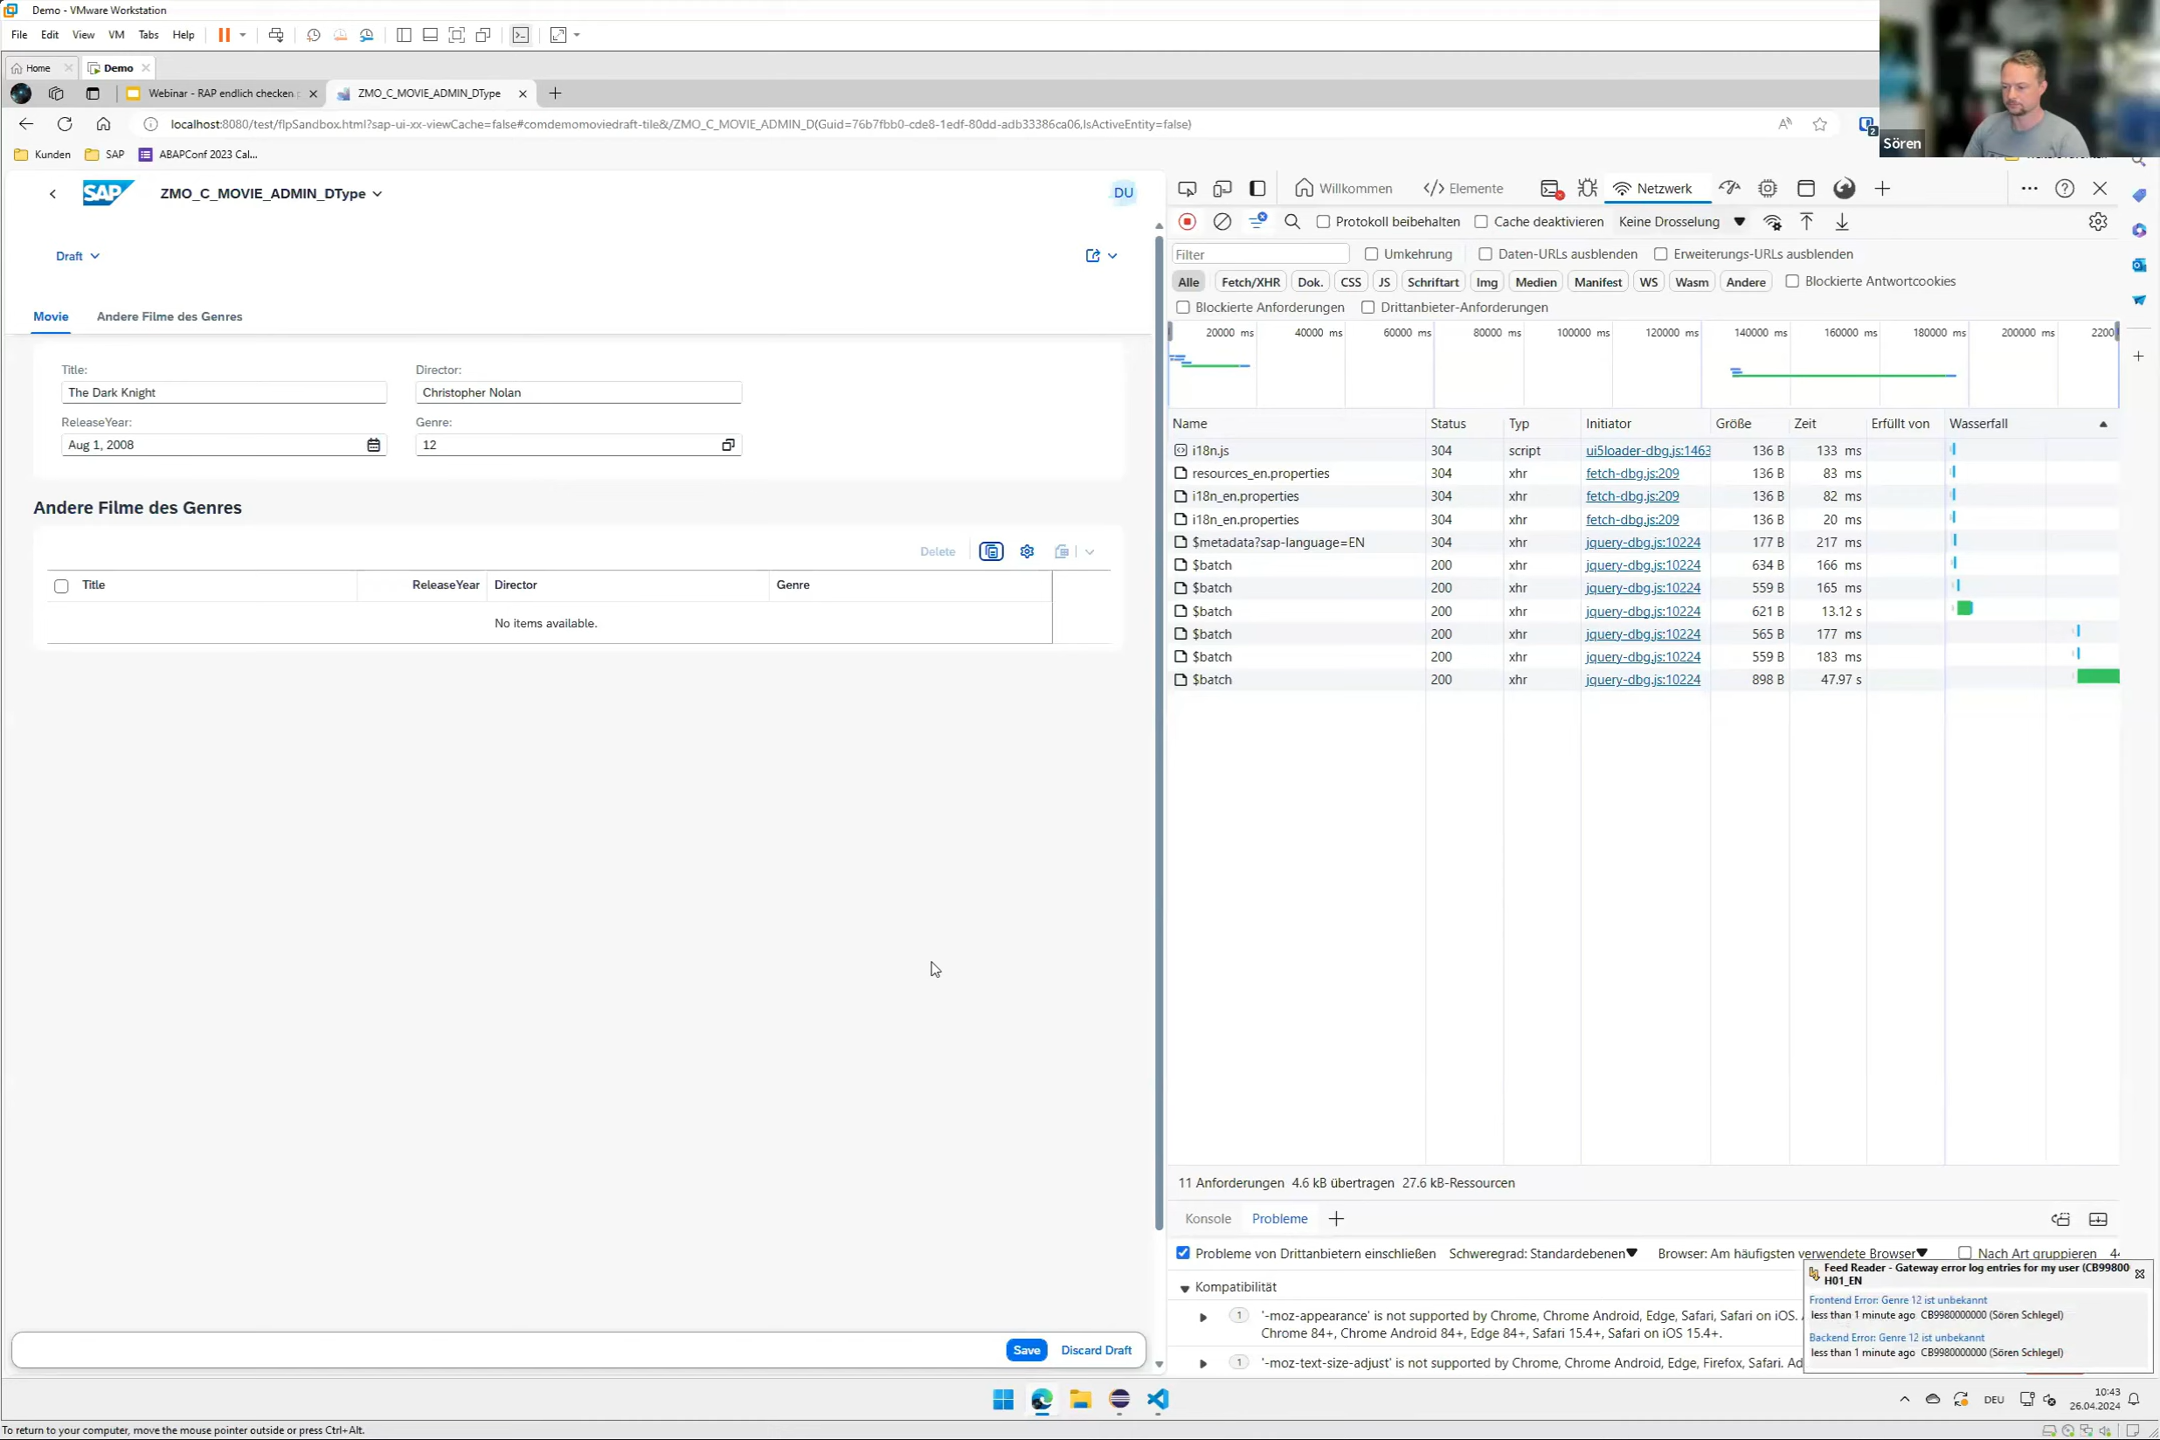 Demo - VMware Workstation
File Edit View VM Tabs Help
Home Demo
Webinar - RAP endlich checken ZMO_C_MOVIE_ADMIN_DType
localhost:8080/test/flpSandbox.html?sap-ui-xx-viewCache=false#comdemomoviedraft-tile&/ZMO_C_MOVIE_ADMIN_D(Guid=76b7fbb0-cde8-1edf-80dd-adb33386ca06,IsActiveEntity=false)
Sören
Kunden SAP ABAPConf 2023 Cal...
SAP ZMO_C_MOVIE_ADMIN_DType DU
Draft
Movie Andere Filme des Genres
Title: Director:
The Dark Knight Christopher Nolan
ReleaseYear: Genre:
Aug 1, 2008 12
Andere Filme des Genres
Delete
Title ReleaseYear Director Genre
No items available.
Save Discard Draft
Willkommen Elemente Netzwerk
Protokoll beibehalten Cache deaktivieren Keine Drosselung
Filter Umkehrung Daten-URLs ausblenden Erweiterungs-URLs ausblenden
Alle Fetch/XHR Dok. CSS JS Schriftart Img Medien Manifest WS Wasm Andere Blockierte Antwortcookies
Blockierte Anforderungen Drittanbieter-Anforderungen
20000 ms 40000 ms 60000 ms 80000 ms 100000 ms 120000 ms 140000 ms 160000 ms 180000 ms 200000 ms 2200
Name Status Typ Initiator Größe Zeit Erfüllt von Wasserfall
i18n.js 304 script ui5loader-dbg.js:1463 136 B 133 ms
resources_en.properties 304 xhr fetch-dbg.js:209 136 B 83 ms
i18n_en.properties 304 xhr fetch-dbg.js:209 136 B 82 ms
i18n_en.properties 304 xhr fetch-dbg.js:209 136 B 20 ms
$metadata?sap-language=EN 304 xhr jquery-dbg.js:10224 177 B 217 ms
$batch 200 xhr jquery-dbg.js:10224 634 B 166 ms
$batch 200 xhr jquery-dbg.js:10224 559 B 165 ms
$batch 200 xhr jquery-dbg.js:10224 621 B 13.12 s
$batch 200 xhr jquery-dbg.js:10224 565 B 177 ms
$batch 200 xhr jquery-dbg.js:10224 559 B 183 ms
$batch 200 xhr jquery-dbg.js:10224 898 B 47.97 s
11 Anforderungen 4.6 kB übertragen 27.6 kB-Ressourcen
Konsole Probleme
Probleme von Drittanbietern einschließen Schweregrad: Standardebenen Browser: Am häufigsten verwendete Browser Nach Art gruppieren
Kompatibilität
1 '-moz-appearance' is not supported by Chrome, Chrome Android, Edge, Safari, Safari on iOS.
Chrome 84+, Chrome Android 84+, Edge 84+, Safari 15.4+, Safari on iOS 15.4+.
1 '-moz-text-size-adjust' is not supported by Chrome, Chrome Android, Edge, Firefox, Safari. Ad
Feed Reader - Gateway error log entries for my user (CB99800
H01_EN
Frontend Error: Genre 12 ist unbekannt
less than 1 minute ago CB9980000000 (Sören Schlegel)
Backend Error: Genre 12 ist unbekannt
less than 1 minute ago CB9980000000 (Sören Schlegel)
DEU 10:43
26.04.2024
To return to your computer, move the mouse pointer outside or press Ctrl+Alt.